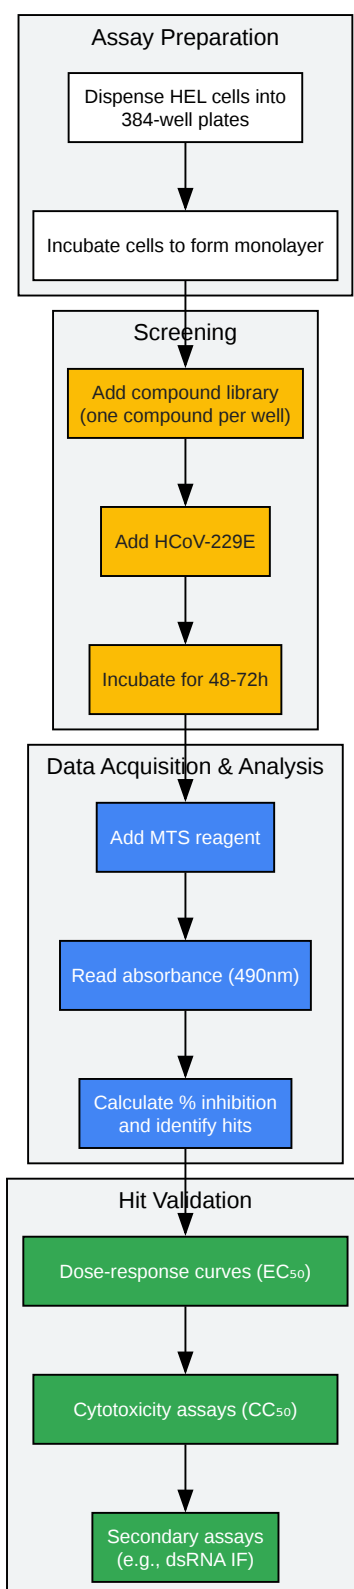 Assay Preparation
Dispense HEL cells into
384-well plates
Incubate cells to form monolayer
Screening
Add compound library
(one compound per well)
Add HCoV-229E
Incubate for 48-72h
Data Acquisition & Analysis
Add MTS reagent
Read absorbance (490nm)
Calculate % inhibition
and identify hits
Hit Validation
Dose-response curves (EC₅₀)
Cytotoxicity assays (CC₅₀)
Secondary assays
(e.g., dsRNA IF)